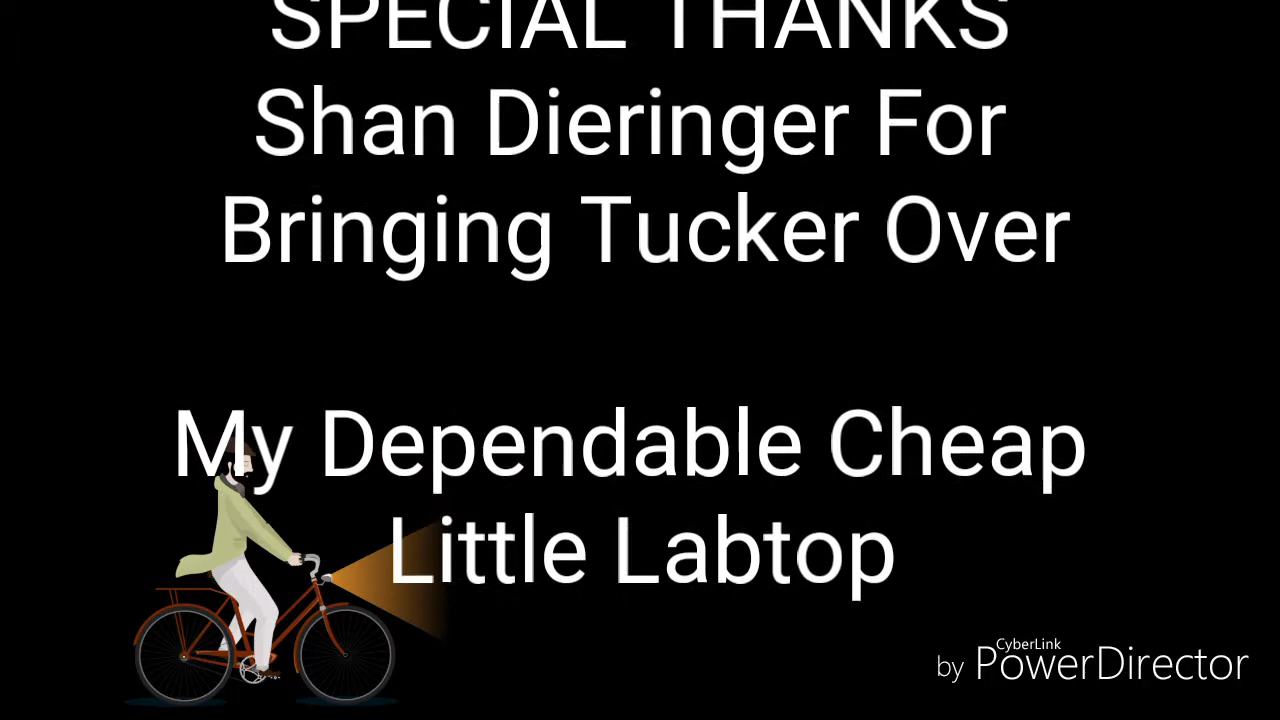 SPECIAL THANKS
Shan Dieringer For
Bringing Tucker Over
My Dependable Cheap
Little Labtop
CyberLink
by PowerDirector